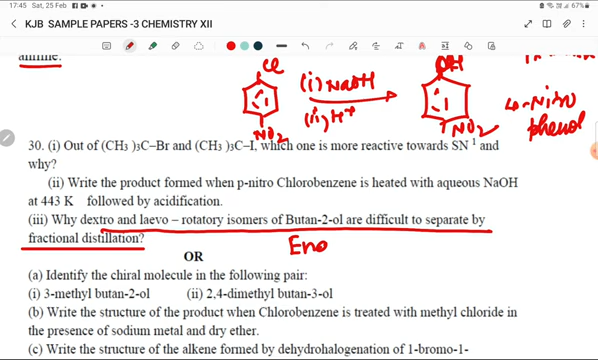 17:45 Sat, 25 Feb
67%
KJB SAMPLE PAPERS -3 CHEMISTRY XII
aniline.
Cl
(i) NaOH
(ii) H+
NO2
OH
NO2
4-Nitro
phenol
30. (i) Out of (CH3 )3C–Br and (CH3 )3C–I, which one is more reactive towards SN 1 and
why?
(ii) Write the product formed when p-nitro Chlorobenzene is heated with aqueous NaOH
at 443 K followed by acidification.
(iii) Why dextro and laevo – rotatory isomers of Butan-2-ol are difficult to separate by
fractional distillation?
Eno
OR
(a) Identify the chiral molecule in the following pair:
(i) 3-methyl butan-2-ol (ii) 2,4-dimethyl butan-3-ol
(b) Write the structure of the product when Chlorobenzene is treated with methyl chloride in
the presence of sodium metal and dry ether.
(c) Write the structure of the alkene formed by dehydrohalogenation of 1-bromo-1-